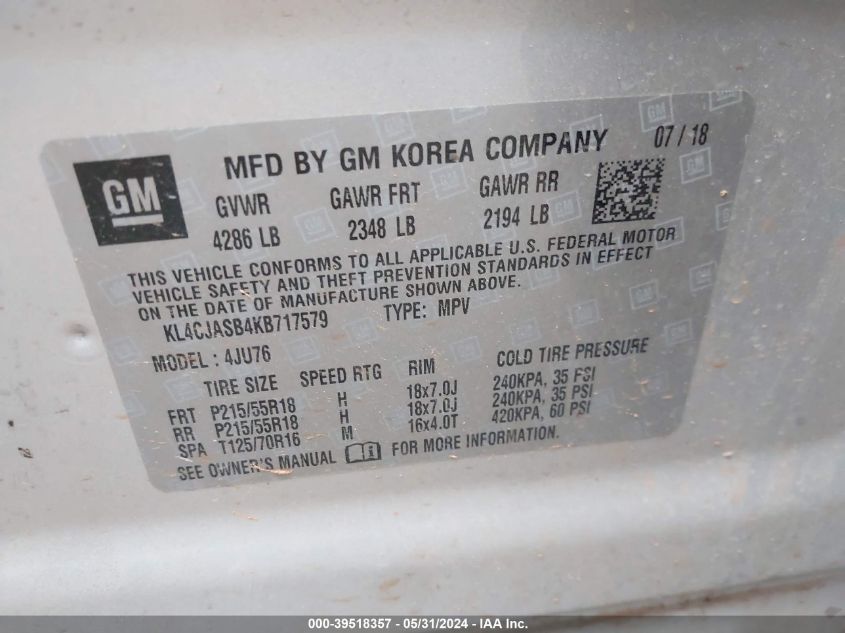 GM
MFD BY GM KOREA COMPANY 07/18
GVWR GAWR FRT GAWR RR
4286 LB 2348 LB 2194 LB
THIS VEHICLE CONFORMS TO ALL APPLICABLE U.S. FEDERAL MOTOR
VEHICLE SAFETY AND THEFT PREVENTION STANDARDS IN EFFECT
ON THE DATE OF MANUFACTURE SHOWN ABOVE.
KL4CJASB4KB717579 TYPE: MPV
MODEL: 4JU76
TIRE SIZE SPEED RTG RIM COLD TIRE PRESSURE
FRT P215/55R18 H 18x7.0J 240KPA, 35 PSI
RR P215/55R18 H 18x7.0J 240KPA, 35 PSI
SPA T125/70R16 M 16x4.0T 420KPA, 60 PSI
SEE OWNER'S MANUAL FOR MORE INFORMATION.
000-39518357 / 05/31/2024 - IAA Inc.